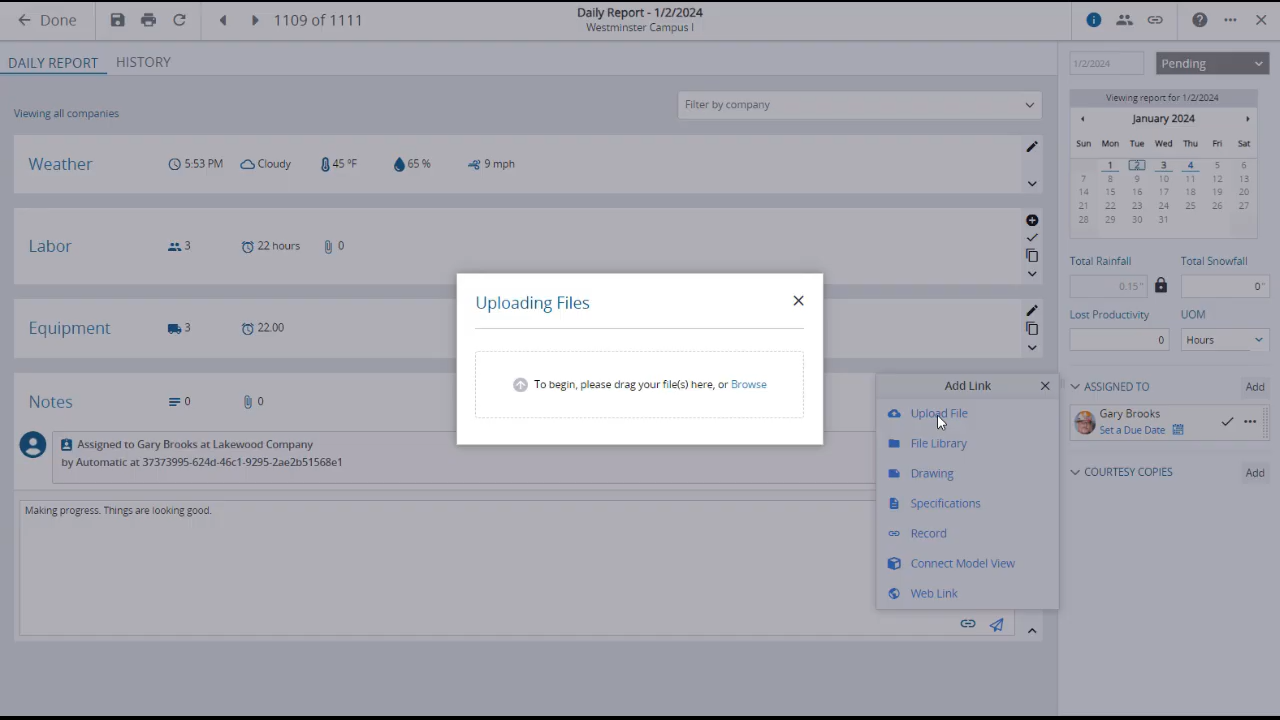 Done
1109 of 1111
Daily Report - 1/2/2024
Westminster Campus I
DAILY REPORT
HISTORY
Viewing all companies
Filter by company
Weather
5:53 PM
Cloudy
45 °F
65 %
9 mph
Labor
3
22 hours
0
Equipment
3
22.00
Notes
0
0
Assigned to Gary Brooks at Lakewood Company
by Automatic at 37373995-624d-46c1-9295-2ae2b51568e1
Making progress. Things are looking good.
Uploading Files
To begin, please drag your file(s) here, or Browse
Add Link
Upload File
File Library
Drawing
Specifications
Record
Connect Model View
Web Link
1/2/2024
Pending
Viewing report for 1/2/2024
January 2024
Sun Mon Tue Wed Thu Fri Sat
1 2 3 4 5 6
7 8 9 10 11 12 13
14 15 16 17 18 19 20
21 22 23 24 25 26 27
28 29 30 31
Total Rainfall
Total Snowfall
0.15"
0"
Lost Productivity
UOM
0
Hours
ASSIGNED TO
Add
Gary Brooks
Set a Due Date
COURTESY COPIES
Add